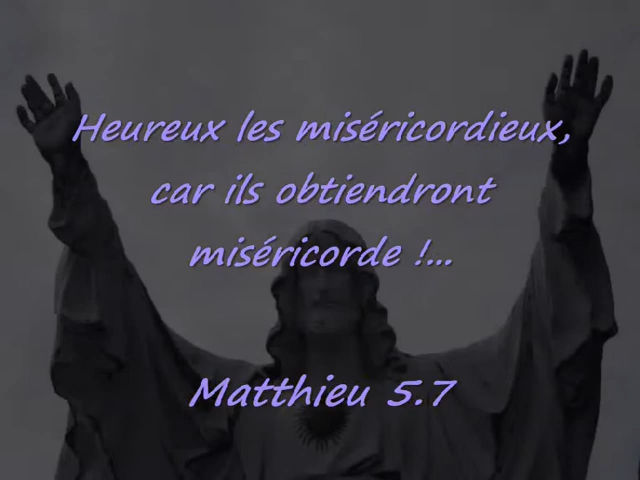 Heureux les miséricordieux,
car ils obtiendront
miséricorde !...
Matthieu 5.7